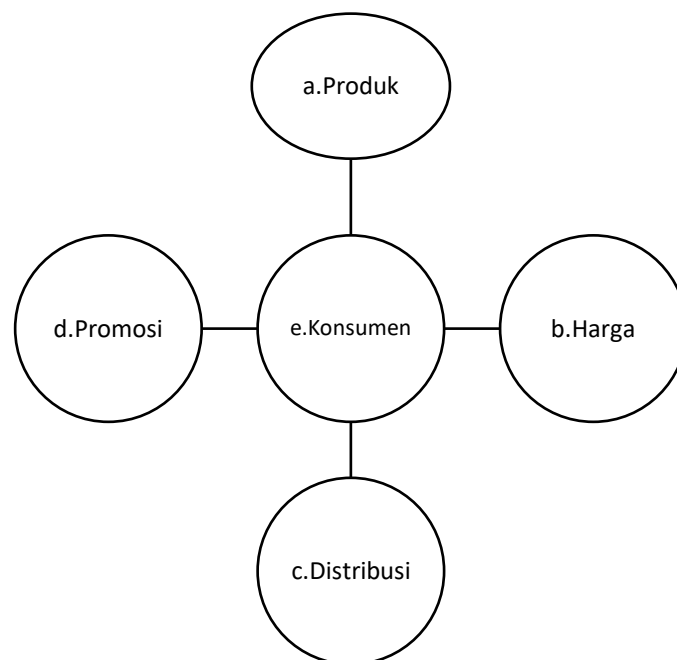 a.Produk
d.Promosi
e.Konsumen
b.Harga
c.Distribusi